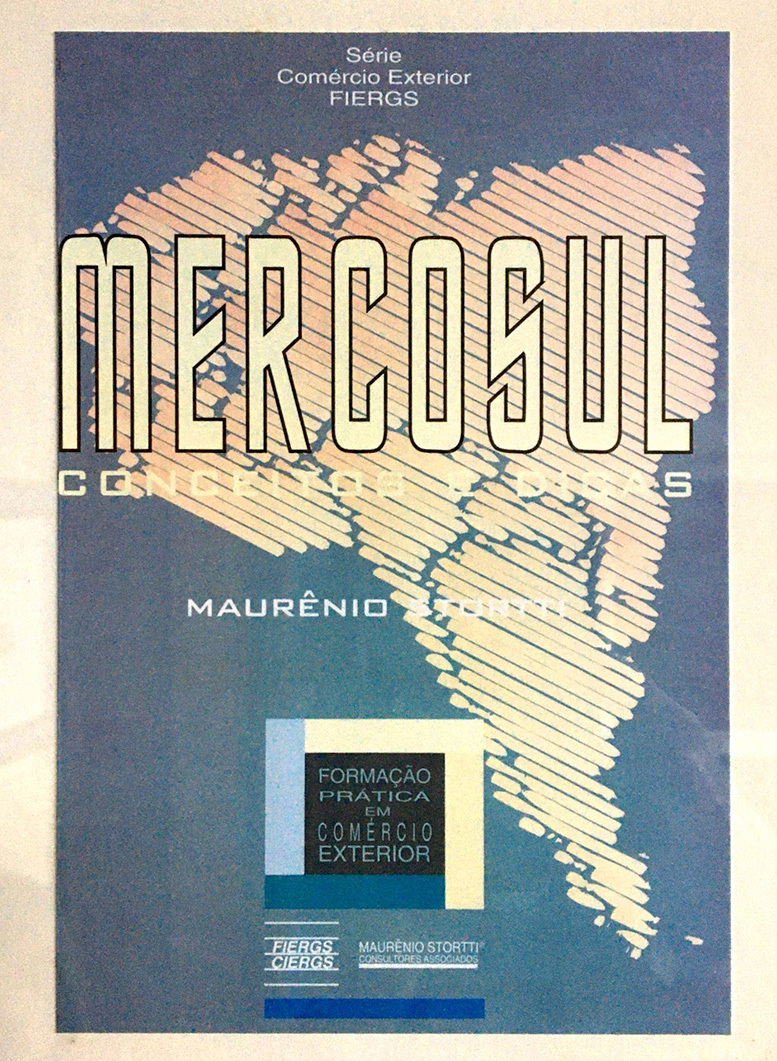 Série
Comércio Exterior
FIERGS
MERCOSUL
CONCEITOS E DICAS
MAURÊNIO STORTTI
FORMAÇÃO
PRÁTICA
EM
COMÉRCIO
EXTERIOR
FIERGS
CIERGS
MAURÊNIO STORTTI
CONSULTORES ASSOCIADOS